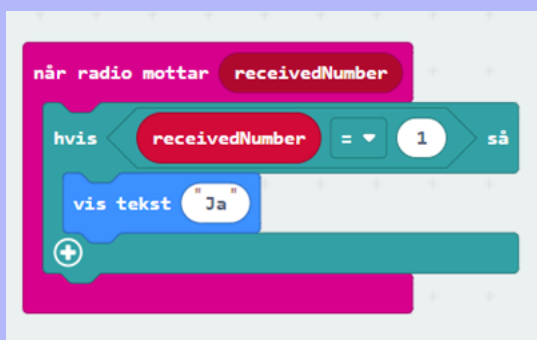 når radio mottar receivedNumber
hvis receivedNumber = 1 så
vis tekst "Ja"